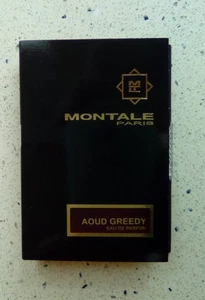 MONTALE
PARIS
AOUD GREEDY
EAU DE PARFUM